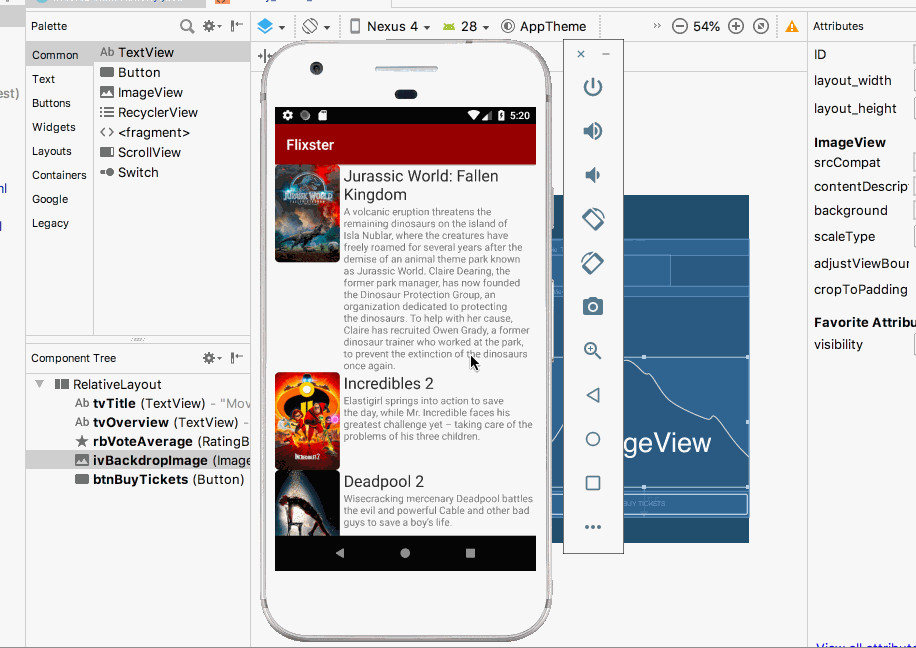 Palette
Nexus 4
28
AppTheme
54%
Attributes
Common
Text
Buttons
Widgets
Layouts
Containers
Google
Legacy
Ab TextView
Button
ImageView
RecyclerView
<> <fragment>
ScrollView
Switch
est)
5:20
Flixster
Jurassic World: Fallen
Kingdom
A volcanic eruption threatens the
remaining dinosaurs on the island of
Isla Nublar, where the creatures have
freely roamed for several years after the
demise of an animal theme park known
as Jurassic World. Claire Dearing, the
former park manager, has now founded
the Dinosaur Protection Group, an
organization dedicated to protecting
the dinosaurs. To help with her cause,
Claire has recruited Owen Grady, a former
dinosaur trainer who worked at the park,
to prevent the extinction of the dinosaurs
once again.
Incredibles 2
Elastigirl springs into action to save
the day, while Mr. Incredible faces his
greatest challenge yet – taking care of the
problems of his three children.
Deadpool 2
Wisecracking mercenary Deadpool battles
the evil and powerful Cable and other bad
guys to save a boy's life.
JURASSIC WORLD
INCREDIBLES 2
Component Tree
RelativeLayout
Ab tvTitle (TextView) - "Mov
Ab tvOverview (TextView) -
rbVoteAverage (RatingB
ivBackdropImage (Image
btnBuyTickets (Button)
geView
BUY TICKETS
ID
layout_width
layout_height
ImageView
srcCompat
contentDescrip
background
scaleType
adjustViewBour
cropToPadding
Favorite Attribu
visibility
View all attribute